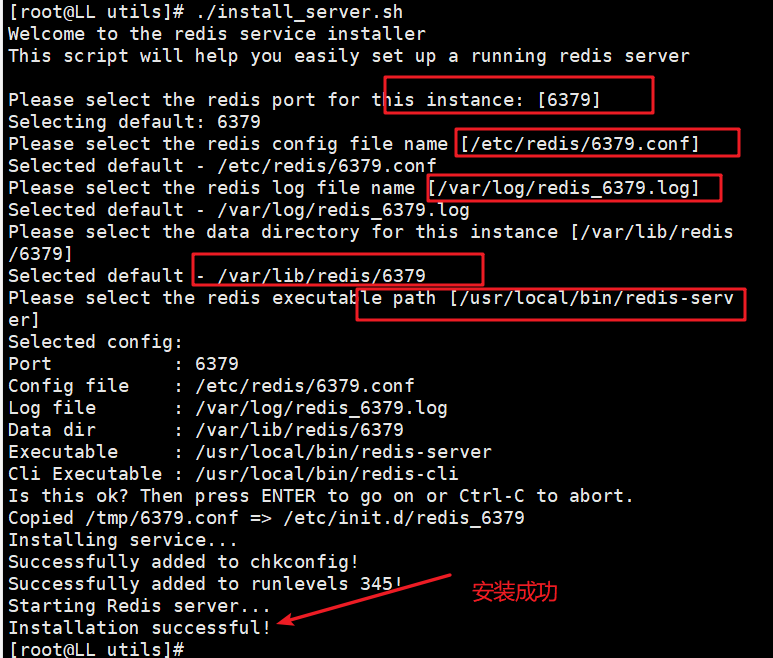 [root@LL utils]# ./install_server.sh
Welcome to the redis service installer
This script will help you easily set up a running redis server
Please select the redis port for this instance: [6379]
Selecting default: 6379
Please select the redis config file name [/etc/redis/6379.conf]
Selected default - /etc/redis/6379.conf
Please select the redis log file name [/var/log/redis_6379.log]
Selected default - /var/log/redis_6379.log
Please select the data directory for this instance [/var/lib/redis
/6379]
Selected default - /var/lib/redis/6379
Please select the redis executable path [/usr/local/bin/redis-serv
er]
Selected config:
Port           : 6379
Config file    : /etc/redis/6379.conf
Log file       : /var/log/redis_6379.log
Data dir       : /var/lib/redis/6379
Executable     : /usr/local/bin/redis-server
Cli Executable : /usr/local/bin/redis-cli
Is this ok? Then press ENTER to go on or Ctrl-C to abort.
Copied /tmp/6379.conf => /etc/init.d/redis_6379
Installing service...
Successfully added to chkconfig!
Successfully added to runlevels 345!
安装成功
Starting Redis server...
Installation successful!
[root@LL utils]#